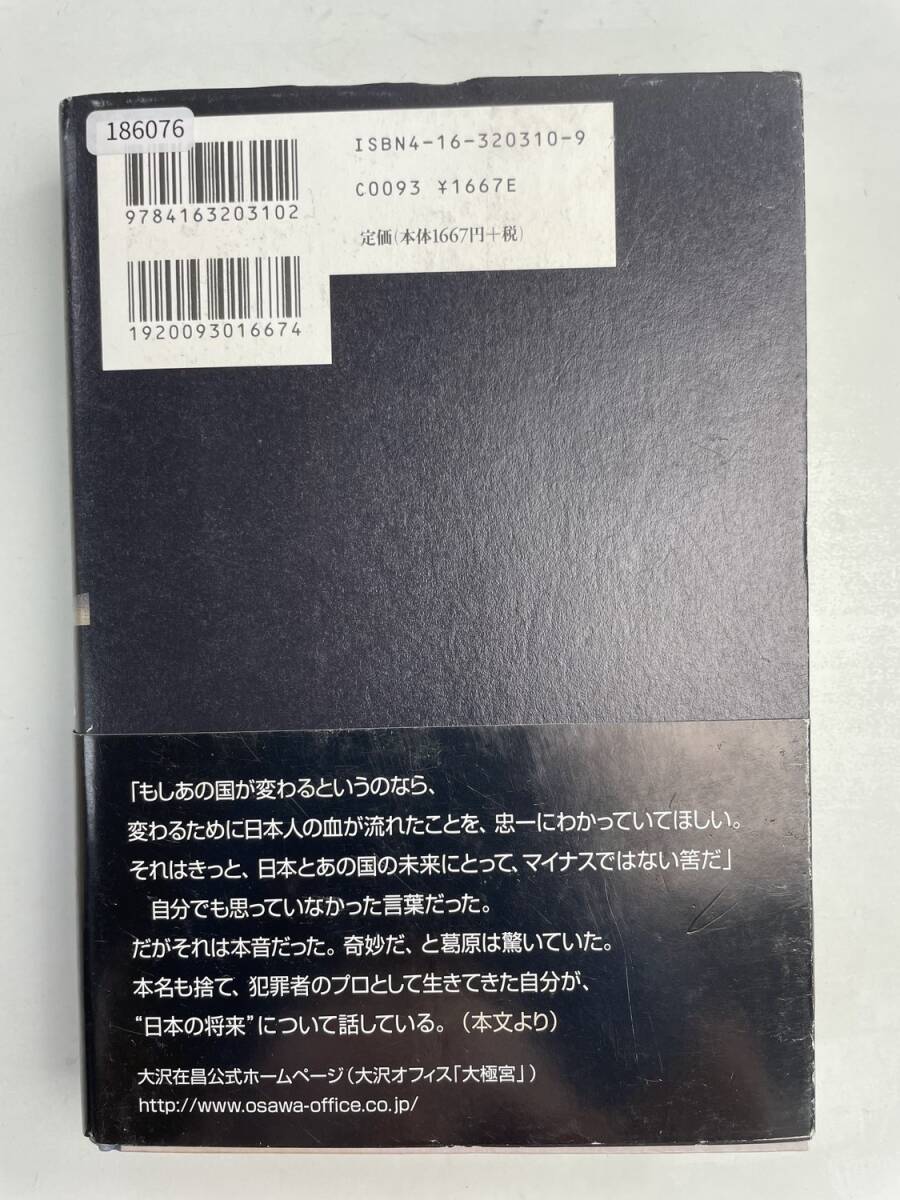 186076
ISBN4-16-320310-9
C0093 ¥1667E
定価(本体1667円+税)
9784163203102
1920093016674
「もしあの国が変わるというのなら、
変わるために日本人の血が流れたことを、忠一にわかっていてほしい。
それはきっと、日本とあの国の未来にとって、マイナスではない筈だ」
自分でも思っていなかった言葉だった。
だがそれは本音だった。奇妙だ、と葛原は驚いていた。
本名も捨て、犯罪者のプロとして生きてきた自分が、
“日本の将来”について話している。（本文より）
大沢在昌公式ホームページ（大沢オフィス「大極宮」）
http://www.osawa-office.co.jp/